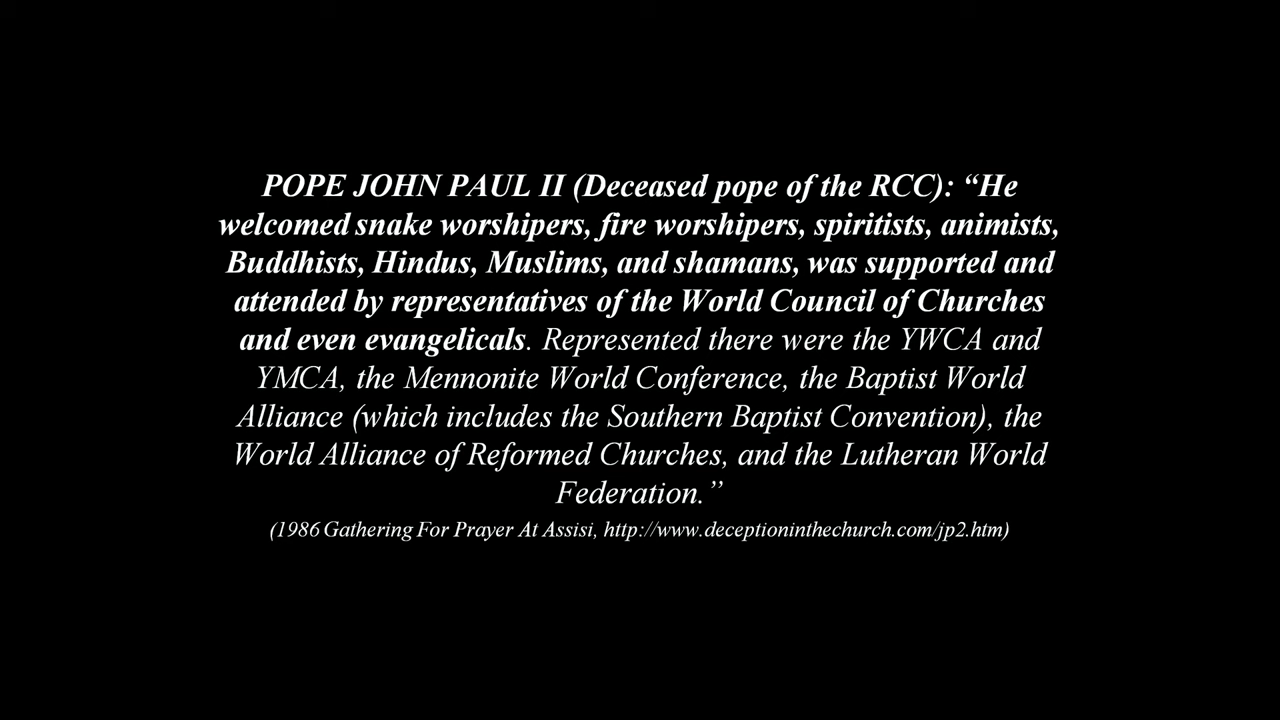 POPE JOHN PAUL II (Deceased pope of the RCC): “He
welcomed snake worshipers, fire worshipers, spiritists, animists,
Buddhists, Hindus, Muslims, and shamans, was supported and
attended by representatives of the World Council of Churches
and even evangelicals. Represented there were the YWCA and
YMCA, the Mennonite World Conference, the Baptist World
Alliance (which includes the Southern Baptist Convention), the
World Alliance of Reformed Churches, and the Lutheran World
Federation.”
(1986 Gathering For Prayer At Assisi, http://www.deceptioninthechurch.com/jp2.htm)